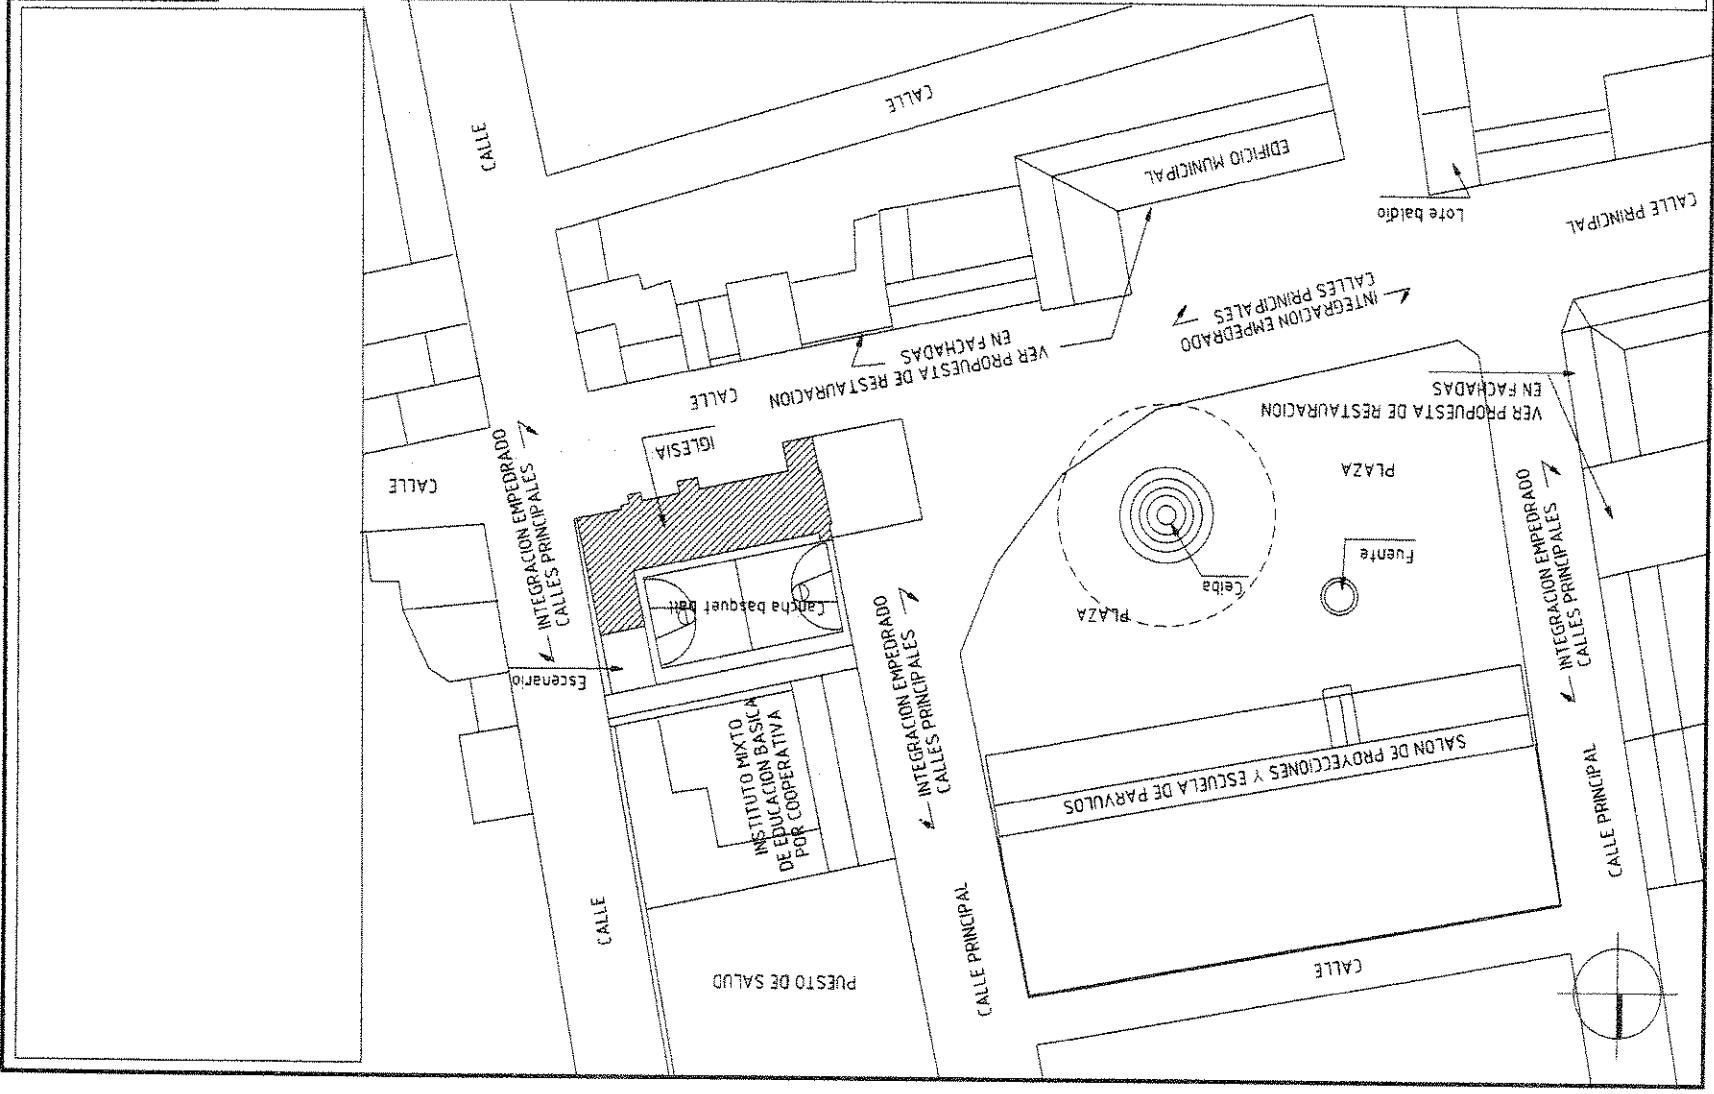 CALLE
CALLE PRINCIPAL
PUESTO DE SALUD
CALLE
CALLE PRINCIPAL
SALON DE PROYECCIONES Y ESCUELA DE PARVULOS
INSTITUTO MIXTO
DE EDUCACION BASICA
POR COOPERATIVA
INTEGRACION EMPEDRADO
CALLES PRINCIPALES
INTEGRACION EMPEDRADO
CALLES PRINCIPALES
Escenario
INTEGRACION EMPEDRADO
CALLES PRINCIPALES
PLAZA
Cancha basquet ball
Ceiba
Fuente
CALLE
PLAZA
IGLESIA
VER PROPUESTA DE RESTAURACION
EN FACHADAS
CALLE
VER PROPUESTA DE RESTAURACION
EN FACHADAS
INTEGRACION EMPEDRADO
CALLES PRINCIPALES
CALLE PRINCIPAL
Lote baldio
EDIFICIO MUNICIPAL
CALLE
CALLE